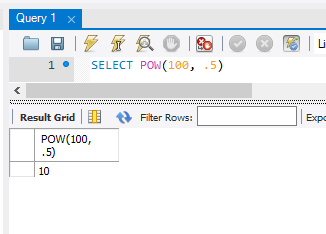 Query 1
Li
1 SELECT POW(100, .5)
Result Grid Filter Rows: Expo
POW(100,
.5)
10